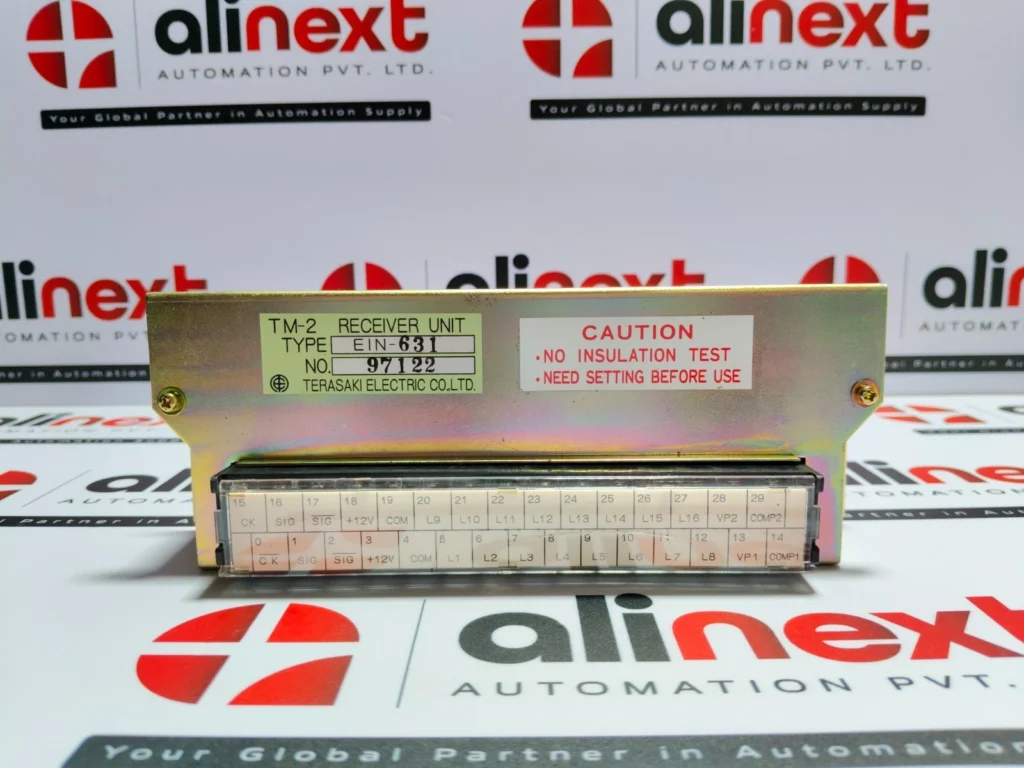 alinext
AUTOMATION PVT. LTD.
Your Global Partner in Automation Supply
alinext
AUTOMATION PVT. LTD.
Your Global Partner in Automation Supply
alinext
AUTOMATION PVT
alin
AUTOMAT
TM-2 RECEIVER UNIT
TYPE EIN-631
NO. 97122
TERASAKI ELECTRIC CO.,LTD.
CAUTION
• NO INSULATION TEST
• NEED SETTING BEFORE USE
15 16 17 18 19 20 21 22 23 24 25 26 27 28 29
CK SIG SIG +12V COM L9 L10 L11 L12 L13 L14 L15 L16 VP2 COMP2
0 1 2 3 4 5 6 7 8 9 10 11 12 13 14
CK SIG SIG +12V COM L1 L2 L3 L4 L5 L6 L7 L8 VP1 COMP1
alinext
AUTOMATION PVT.
Your Global Partner in Automation